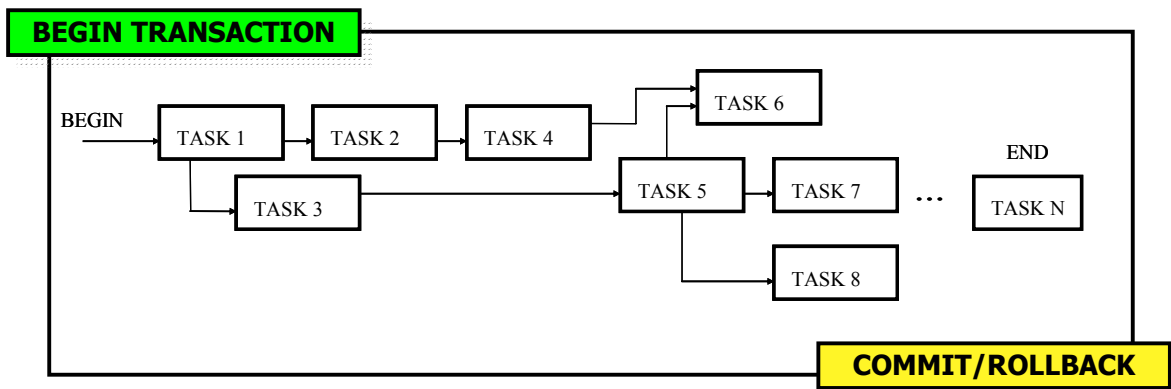 BEGIN TRANSACTION
BEGIN
TASK 1
TASK 2
TASK 4
TASK 6
TASK 3
TASK 5
TASK 7
...
END
TASK N
TASK 8
COMMIT/ROLLBACK